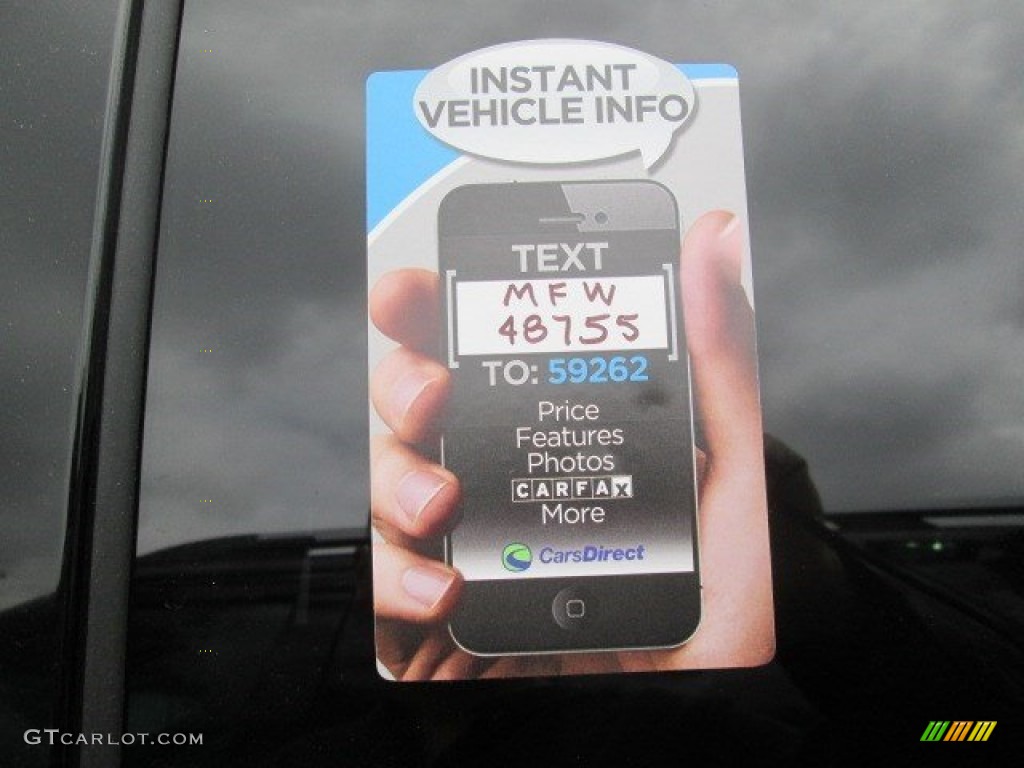 INSTANT
VEHICLE INFO
TEXT
MFW
48755
TO: 59262
Price
Features
Photos
CARFAX
More
CarsDirect
GTCARLOT.COM